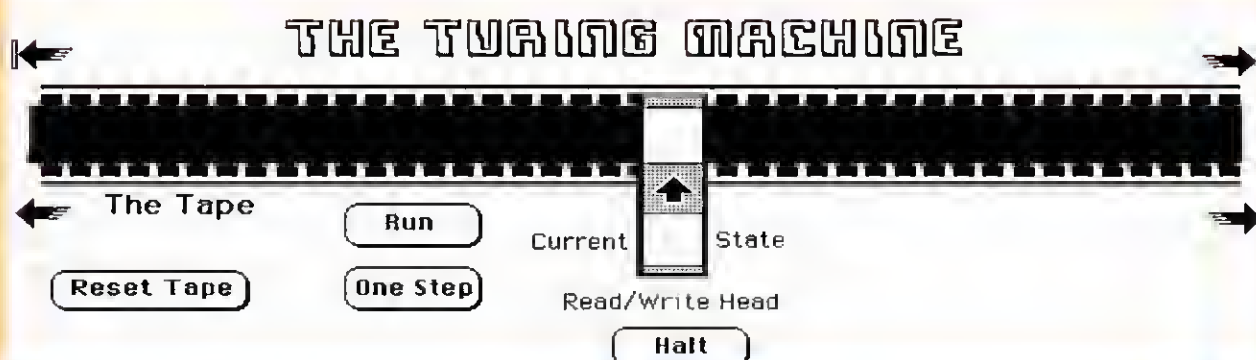 THE TURING MACHINE
The Tape
Run
Current State
Reset Tape
One Step
Read/Write Head
Halt